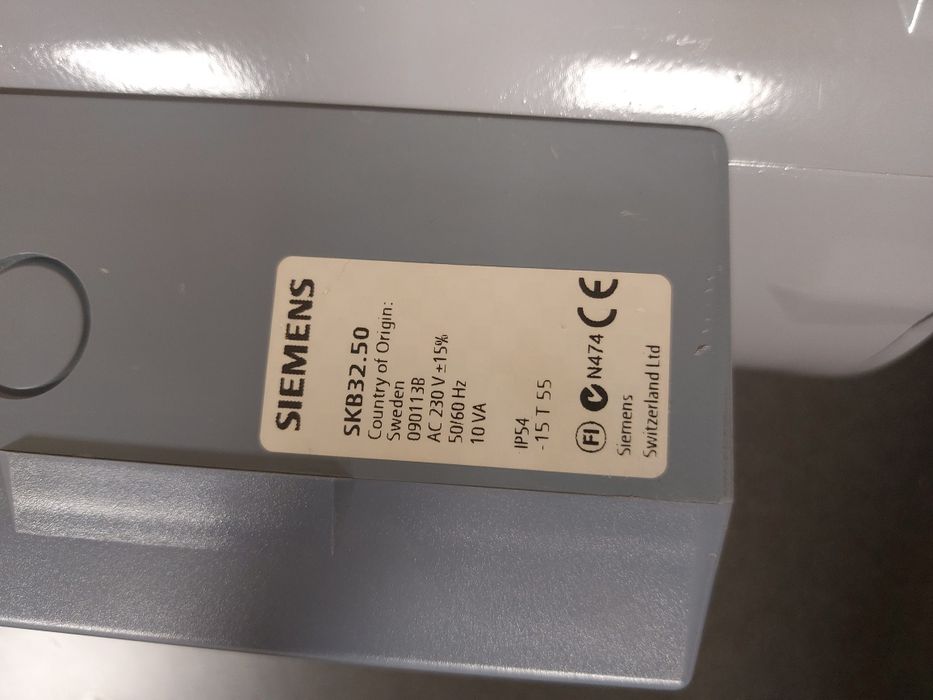 SIEMENS
SKB32.50
Country of Origin:
Sweden
090113B
AC 230 V ±15%
50/60 Hz
10 VA
IP54
-15 T 55
FI N474 CE
Siemens
Switzerland Ltd